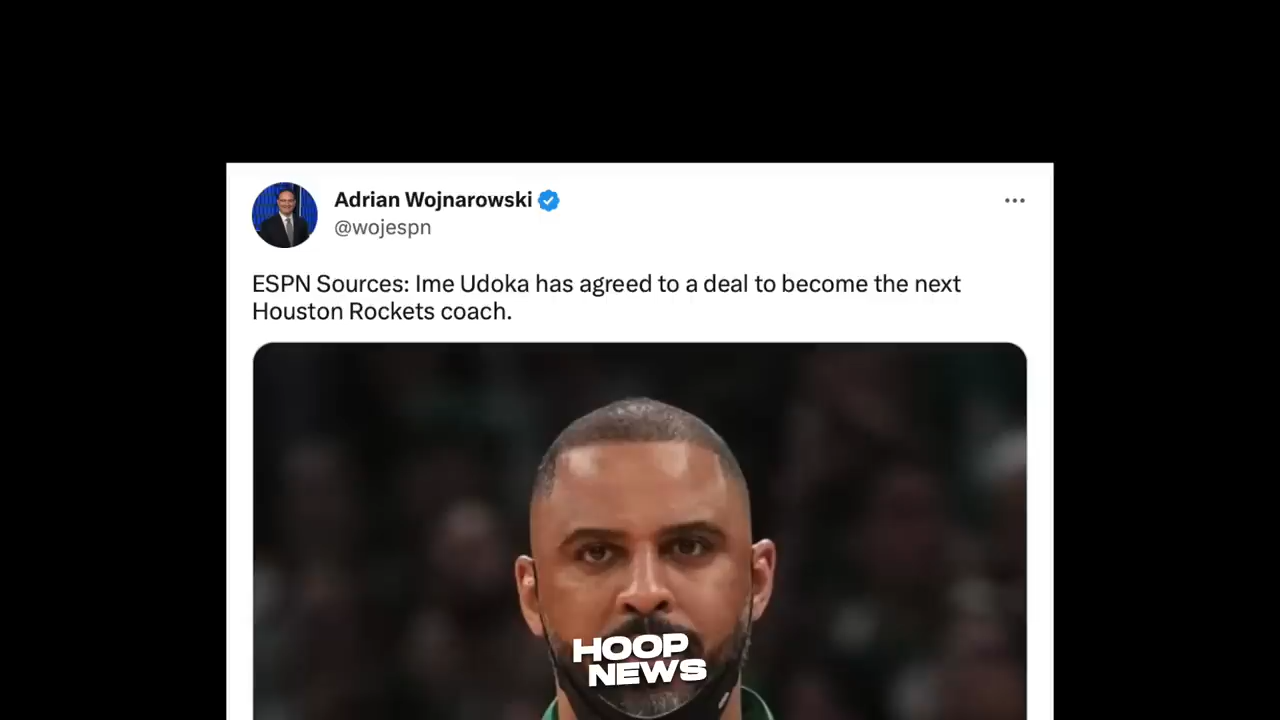 Adrian Wojnarowski
@wojespn
ESPN Sources: Ime Udoka has agreed to a deal to become the next
Houston Rockets coach.
HOOP
NEWS